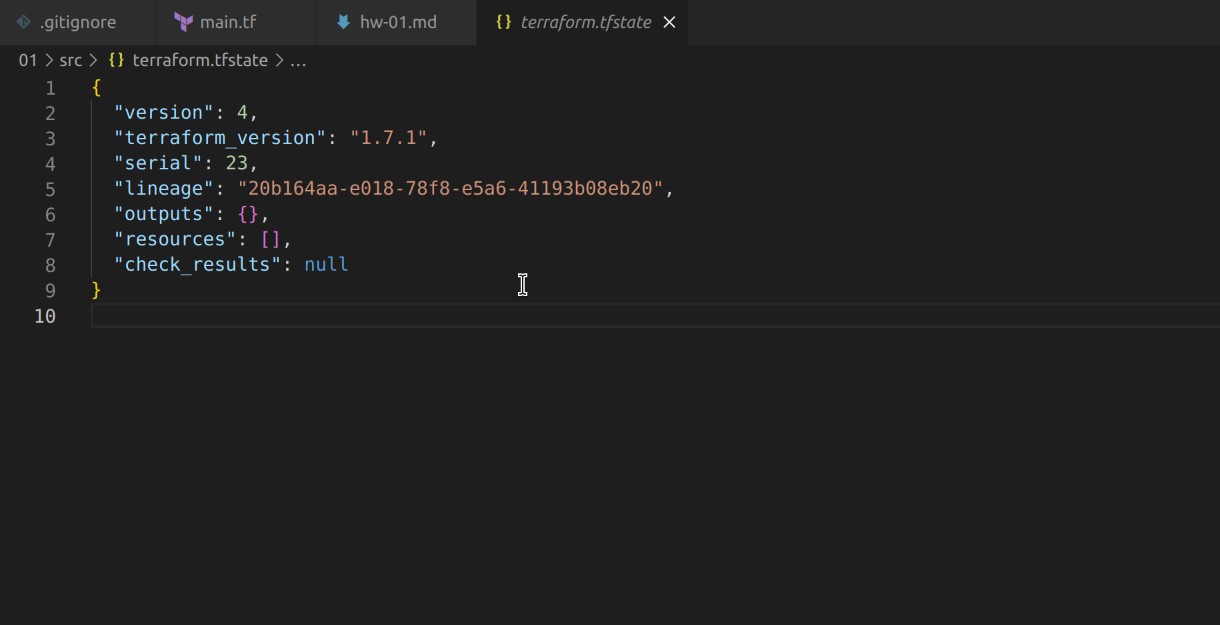 .gitignore main.tf hw-01.md {} terraform.tfstate
01 > src > {} terraform.tfstate > ...
1 {
2   "version": 4,
3   "terraform_version": "1.7.1",
4   "serial": 23,
5   "lineage": "20b164aa-e018-78f8-e5a6-41193b08eb20",
6   "outputs": {},
7   "resources": [],
8   "check_results": null
9 }
10